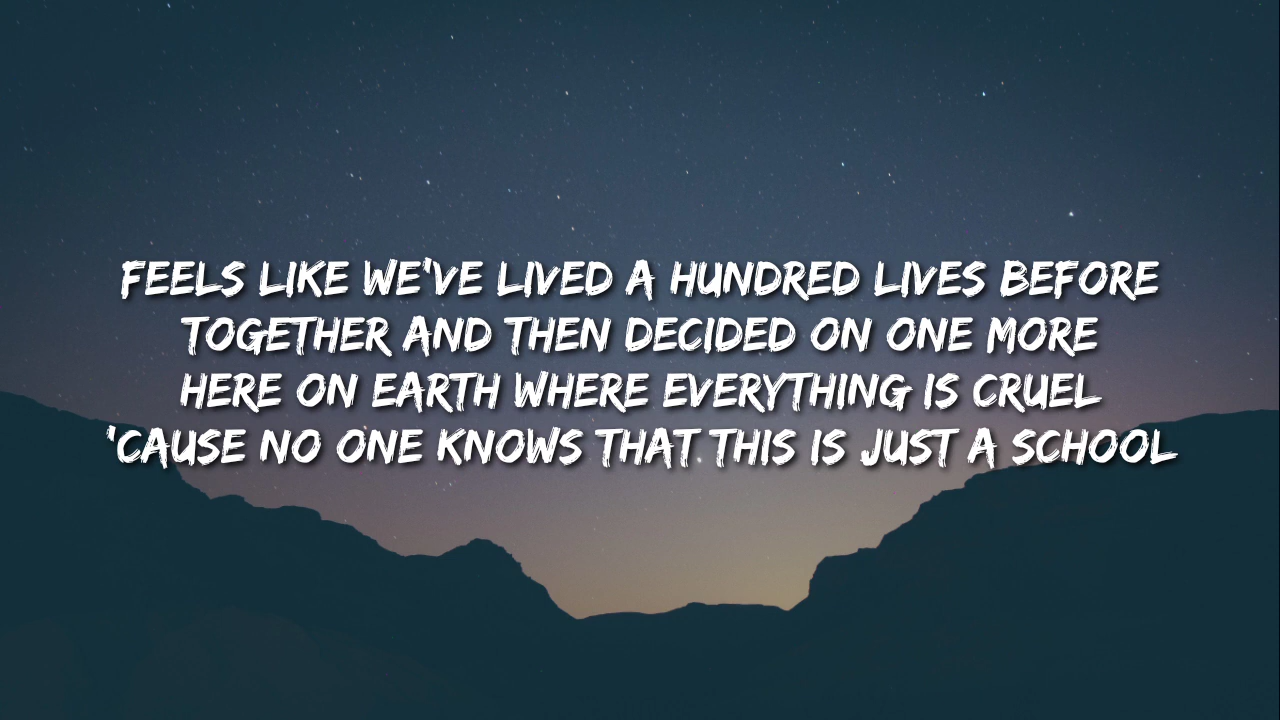 FEELS LIKE WE'VE LIVED A HUNDRED LIVES BEFORE
TOGETHER AND THEN DECIDED ON ONE MORE
HERE ON EARTH WHERE EVERYTHING IS CRUEL
'CAUSE NO ONE KNOWS THAT THIS IS JUST A SCHOOL